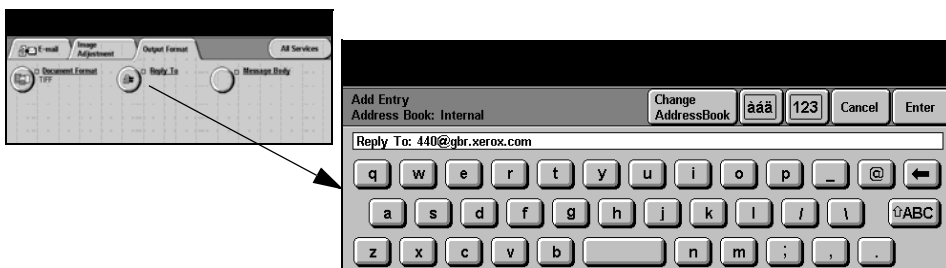 E-mail
Image Adjustment
Output Format
All Services
Document Format
TIFF
Reply To
Message Body
Add Entry
Address Book: Internal
Change AddressBook
àáä
123
Cancel
Enter
Reply To: 440@gbr.xerox.com
q w e r t y u i o p _ @
a s d f g h j k l / \ ⇧ABC
z x c v b n m ; , .